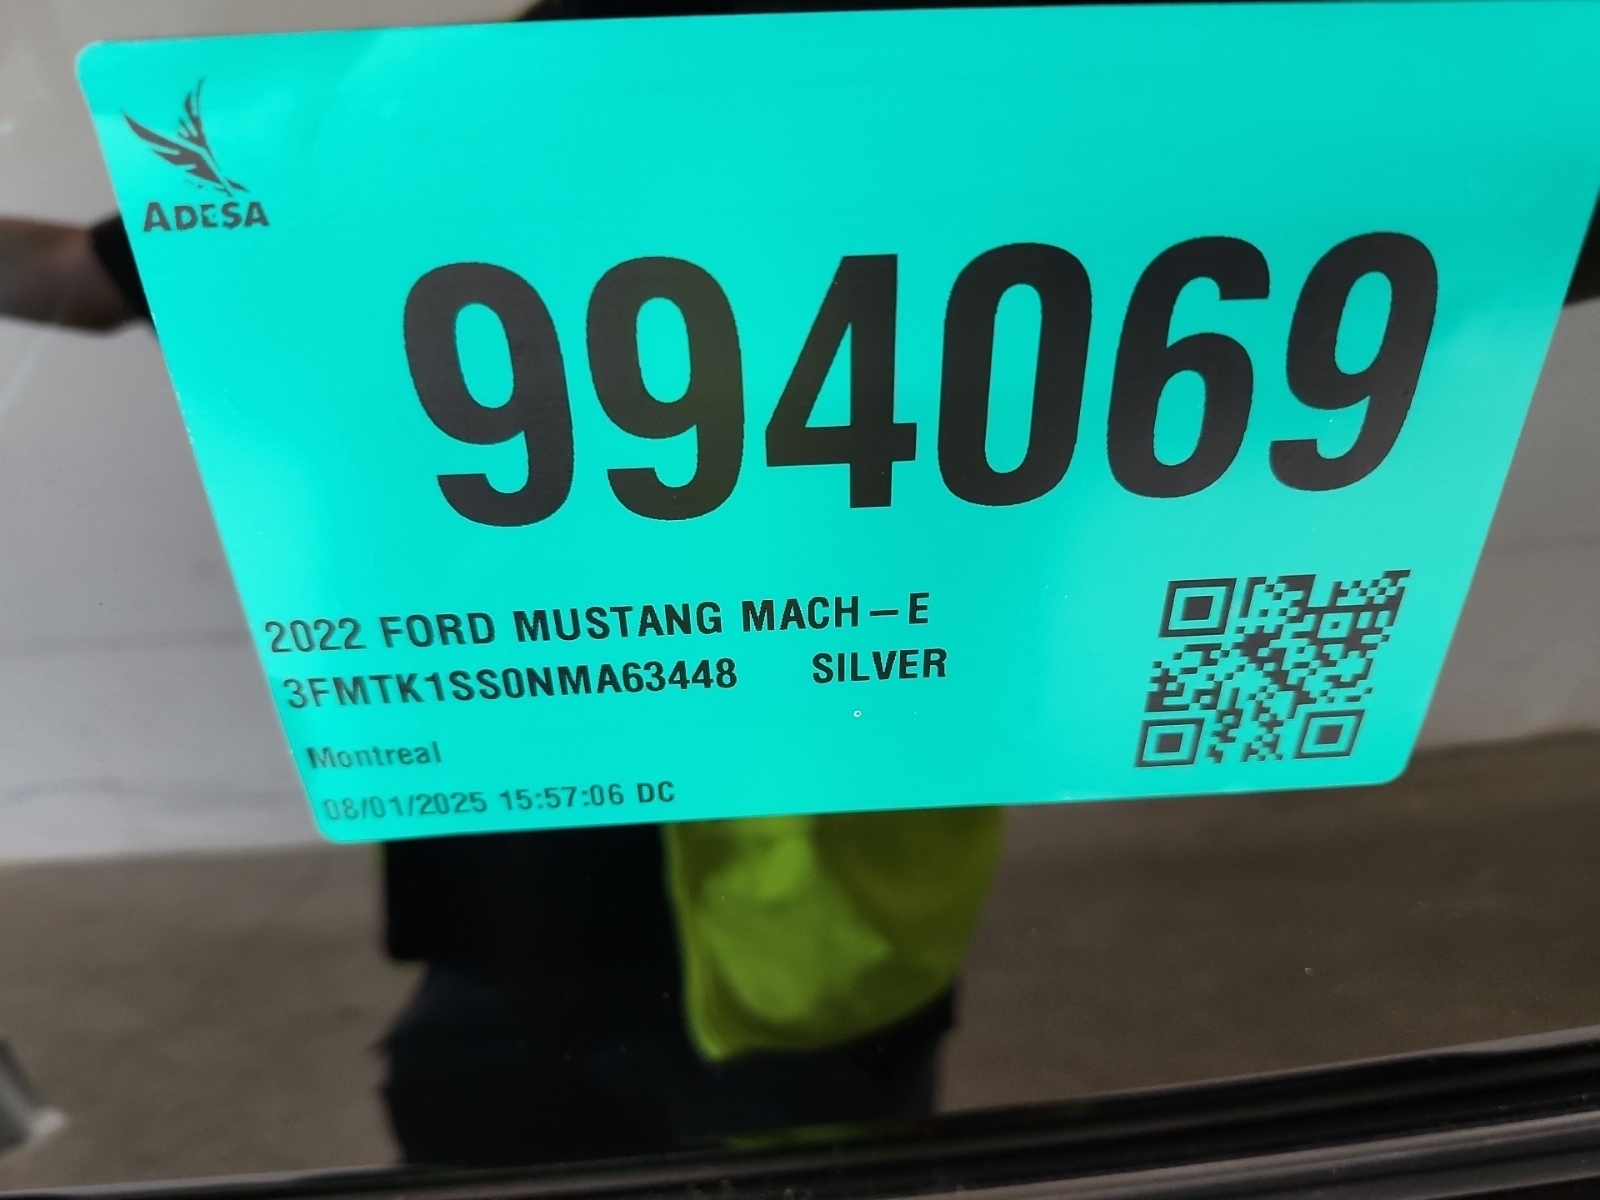 ADESA
994069
2022 FORD MUSTANG MACH-E
3FMTK1SS0NMA63448 SILVER
Montreal
08/01/2025 15:57:06 DC